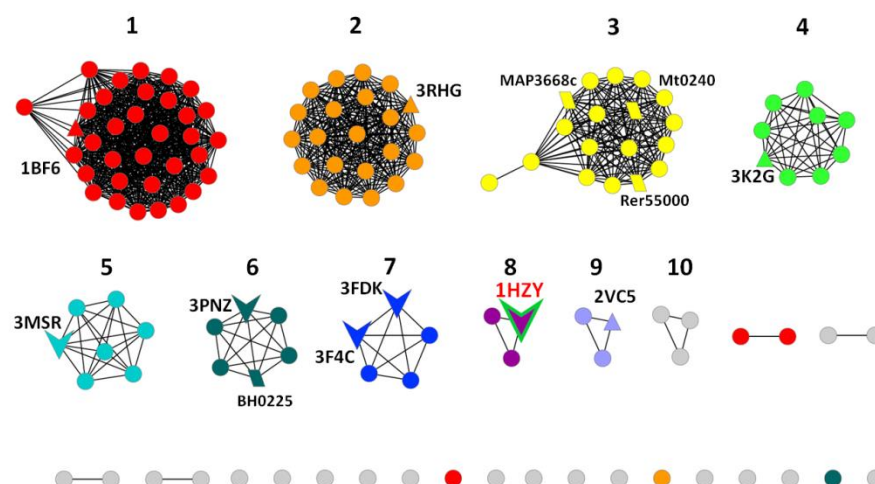 1
2
3
4
3RHG
MAP3668c
Mt0240
1BF6
3K2G
Rer55000
5
6
7
8
9
10
3MSR
3PNZ
3FDK
1HZY
2VC5
3F4C
BH0225